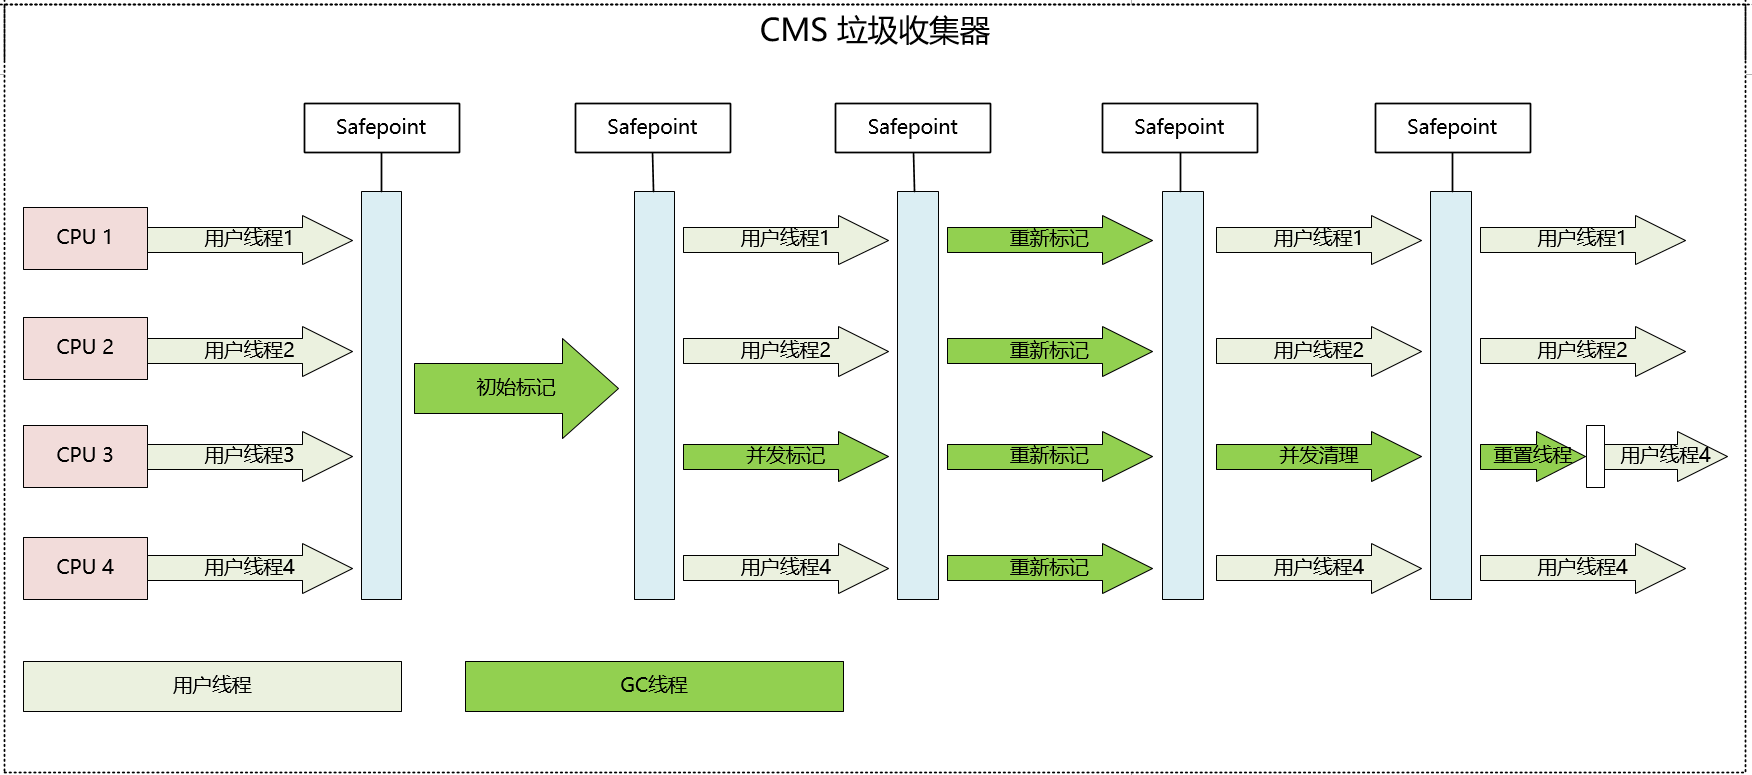 CMS 垃圾收集器
Safepoint Safepoint Safepoint Safepoint Safepoint
CPU 1 用户线程1 用户线程1 重新标记 用户线程1 用户线程1
CPU 2 用户线程2 用户线程2 重新标记 用户线程2 用户线程2
初始标记
CPU 3 用户线程3 并发标记 重新标记 并发清理 重置线程 用户线程4
CPU 4 用户线程4 用户线程4 重新标记 用户线程4 用户线程4
用户线程 GC线程